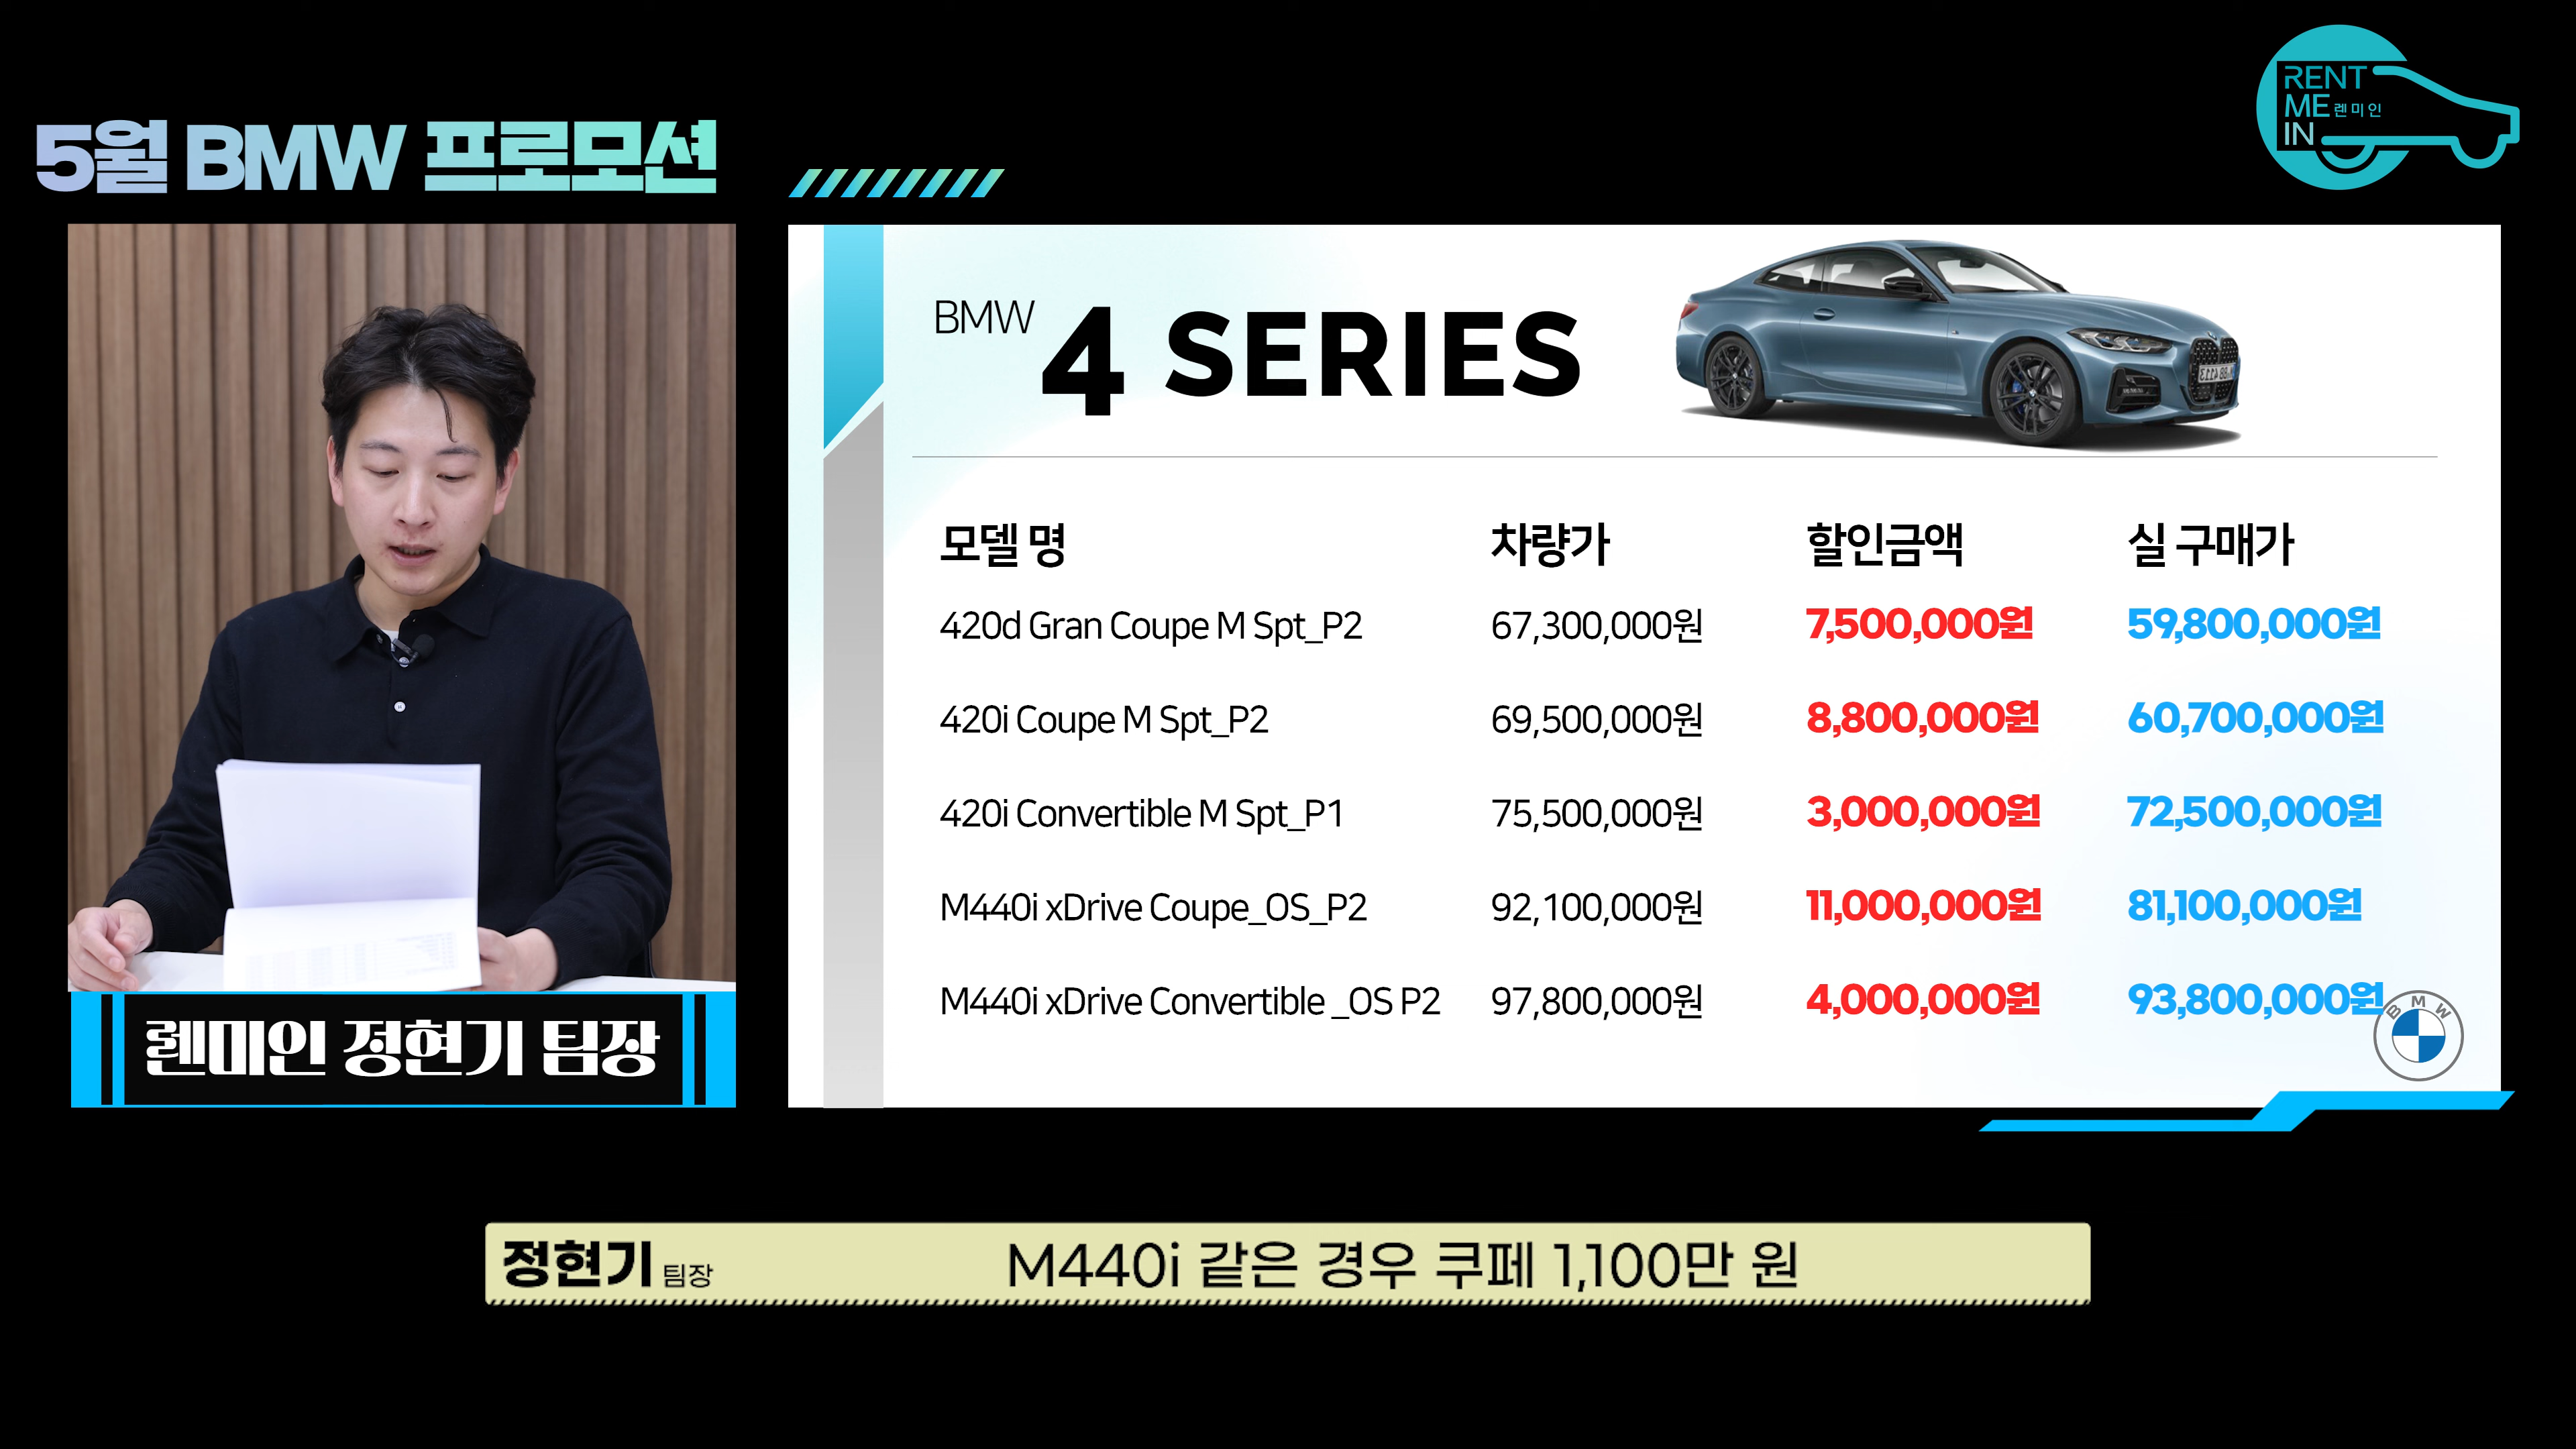 5월 BMW 프로모션
RENT
ME 렌미인
IN
BMW 4 SERIES
모델 명 차량가 할인금액 실 구매가
420d Gran Coupe M Spt_P2 67,300,000원 7,500,000원 59,800,000원
420i Coupe M Spt_P2 69,500,000원 8,800,000원 60,700,000원
420i Convertible M Spt_P1 75,500,000원 3,000,000원 72,500,000원
M440i xDrive Coupe_OS_P2 92,100,000원 11,000,000원 81,100,000원
M440i xDrive Convertible _OS P2 97,800,000원 4,000,000원 93,800,000원
BMW
렌미인 정현기 팀장
정현기 팀장 M440i 같은 경우 쿠페 1,100만 원